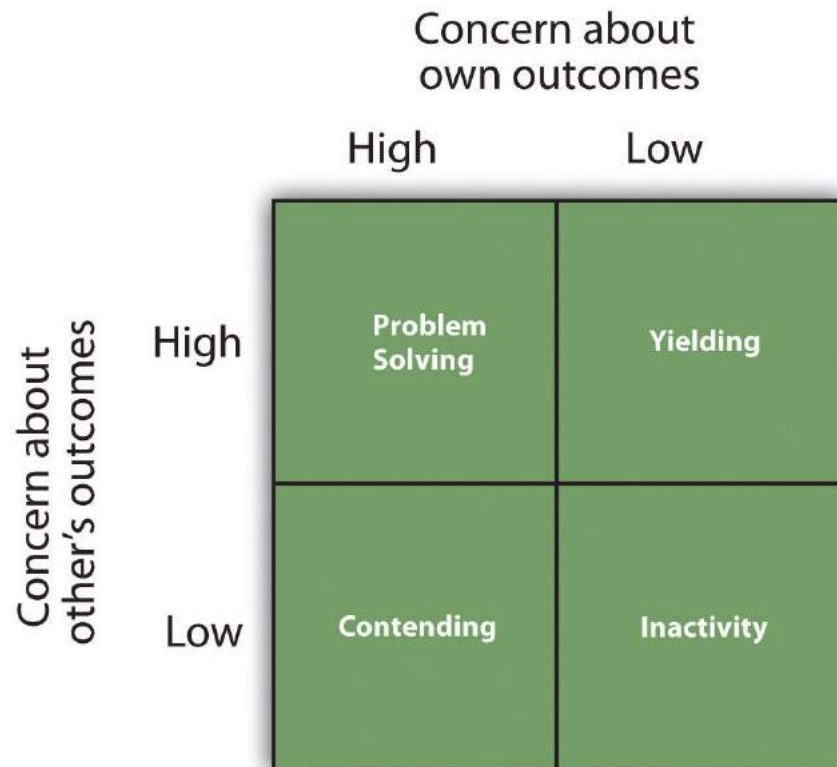 Concern about
own outcomes
High Low
Concern about
other's outcomes
High
Problem
Solving
Yielding
Low
Contending
Inactivity